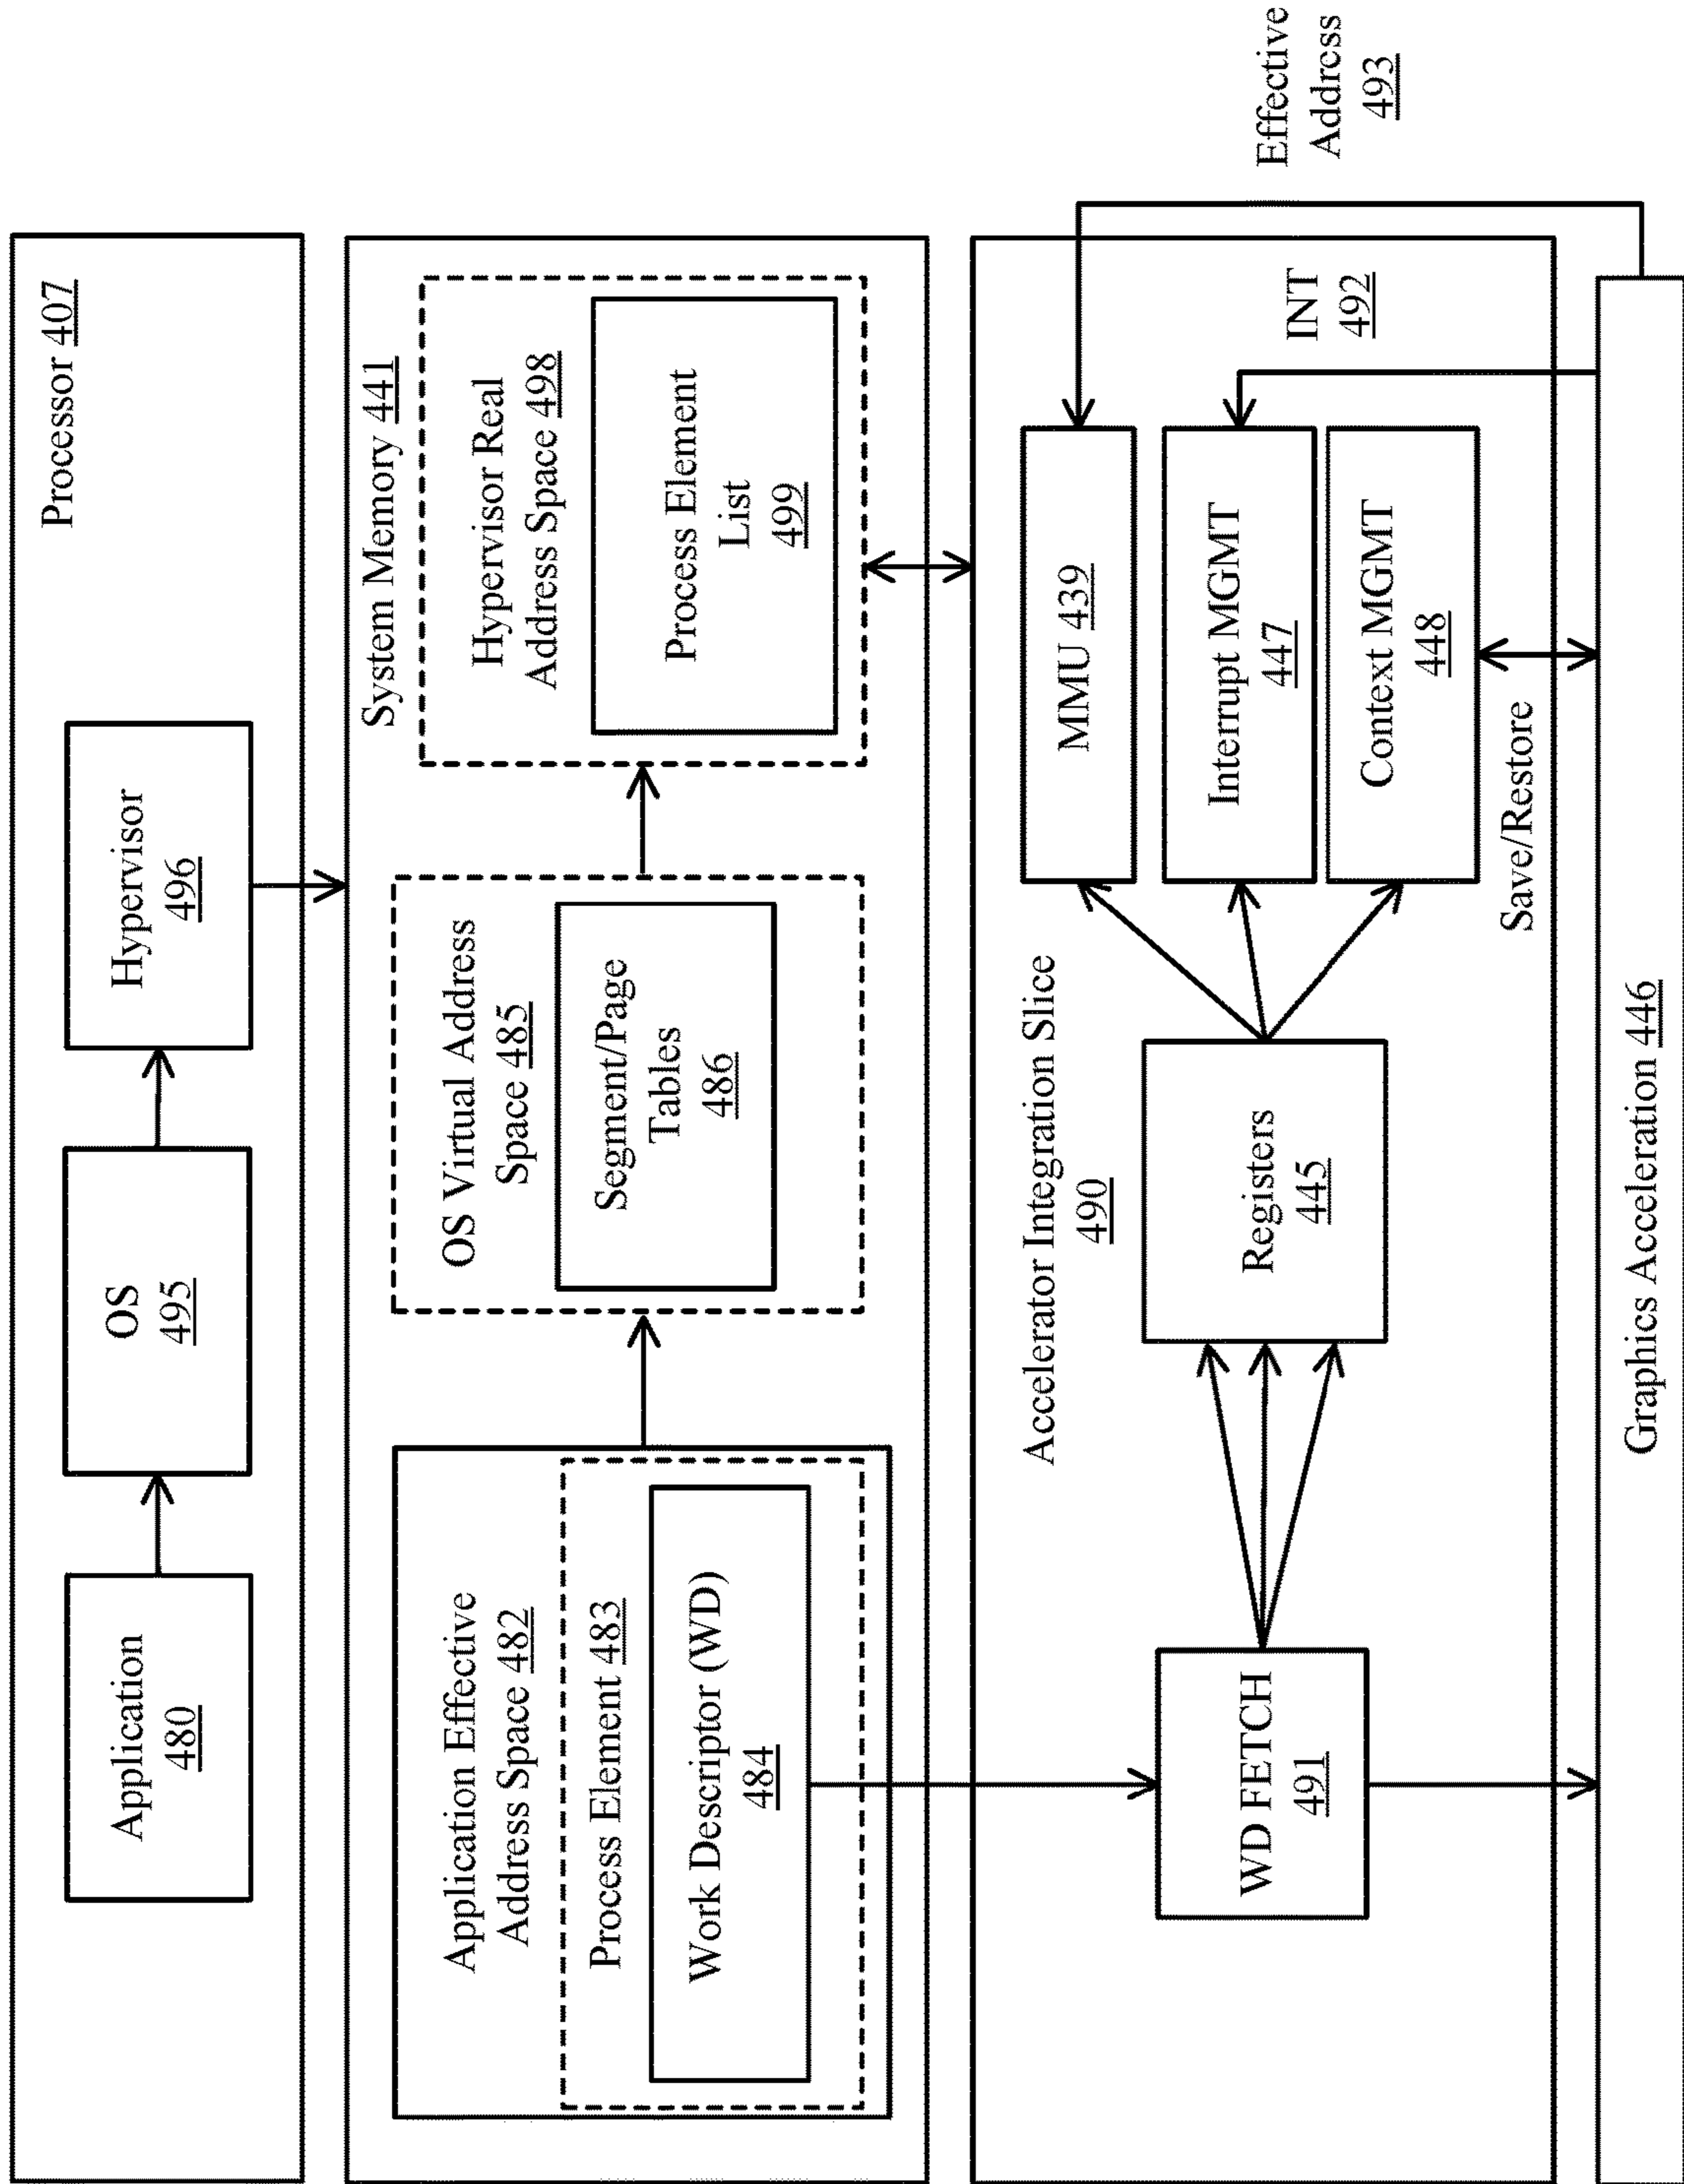 Processor 407
Application
480
OS
495
Hypervisor
496
System Memory 441
Application Effective
Address Space 482
Process Element 483
Work Descriptor (WD)
484
OS Virtual Address
Space 485
Segment/Page
Tables
486
Hypervisor Real
Address Space 498
Process Element
List
499
Accelerator Integration Slice
490
WD FETCH
491
Registers
445
MMU 439
Interrupt MGMT
447
Context MGMT
448
Save/Restore
INT
492
Effective
Address
493
Graphics Acceleration 446